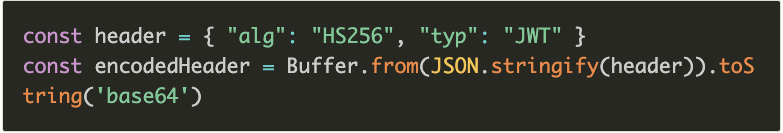 const header = { "alg": "HS256", "typ": "JWT" }
const encodedHeader = Buffer.from(JSON.stringify(header)).toS
tring('base64')